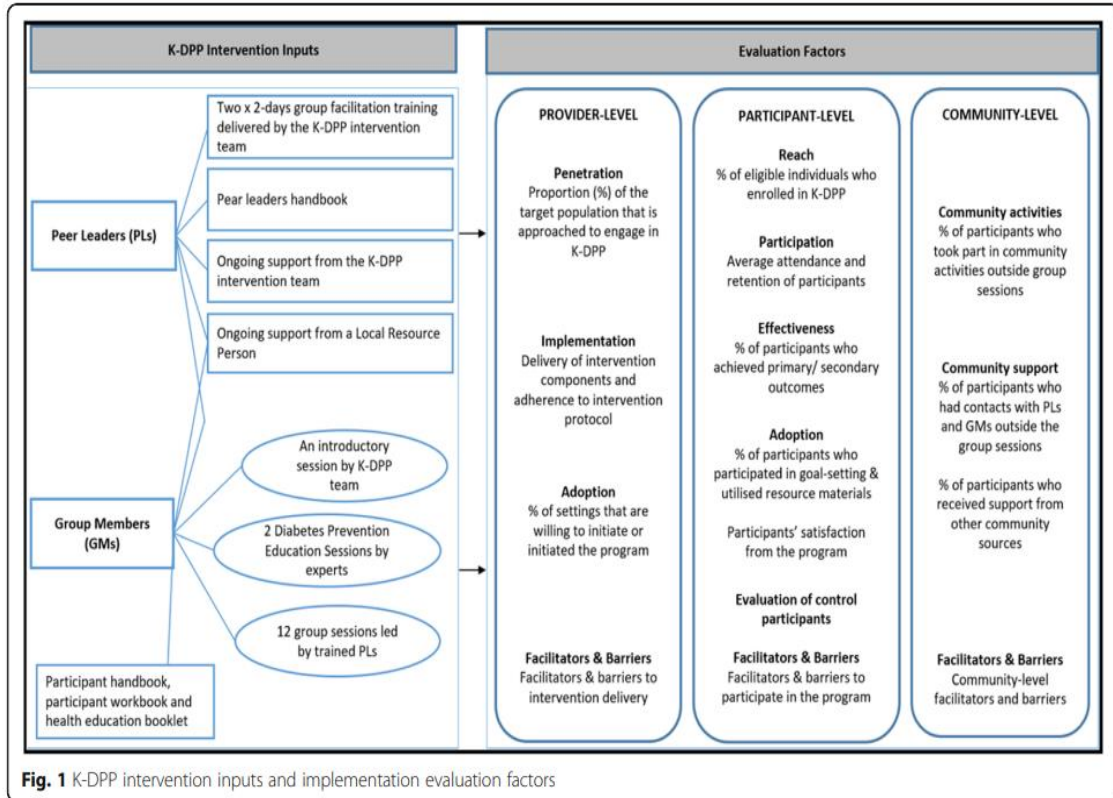 K-DPP Intervention Inputs
Two x 2-days group facilitation training
delivered by the K-DPP intervention
team
Pear leaders handbook
Peer Leaders (PLs)
Ongoing support from the K-DPP
intervention team
Ongoing support from a Local Resource
Person
An introductory
session by K-DPP
team
Group Members
(GMs)
2 Diabetes Prevention
Education Sessions by
experts
12 group sessions led
by trained PLs
Participant handbook,
participant workbook and
health education booklet
Evaluation Factors
PROVIDER-LEVEL
Penetration
Proportion (%) of the
target population that is
approached to engage in
K-DPP
Implementation
Delivery of intervention
components and
adherence to intervention
protocol
Adoption
% of settings that are
willing to initiate or
initiated the program
Facilitators & Barriers
Facilitators & barriers to
intervention delivery
PARTICIPANT-LEVEL
Reach
% of eligible individuals who
enrolled in K-DPP
Participation
Average attendance and
retention of participants
Effectiveness
% of participants who
achieved primary/ secondary
outcomes
Adoption
% of participants who
participated in goal-setting &
utilised resource materials
Participants' satisfaction
from the program
Evaluation of control
participants
Facilitators & Barriers
Facilitators & barriers to
participate in the program
COMMUNITY-LEVEL
Community activities
% of participants who
took part in community
activities outside group
sessions
Community support
% of participants who
had contacts with PLs
and GMs outside the
group sessions
% of participants who
received support from
other community
sources
Facilitators & Barriers
Community-level
facilitators and barriers
Fig. 1 K-DPP intervention inputs and implementation evaluation factors